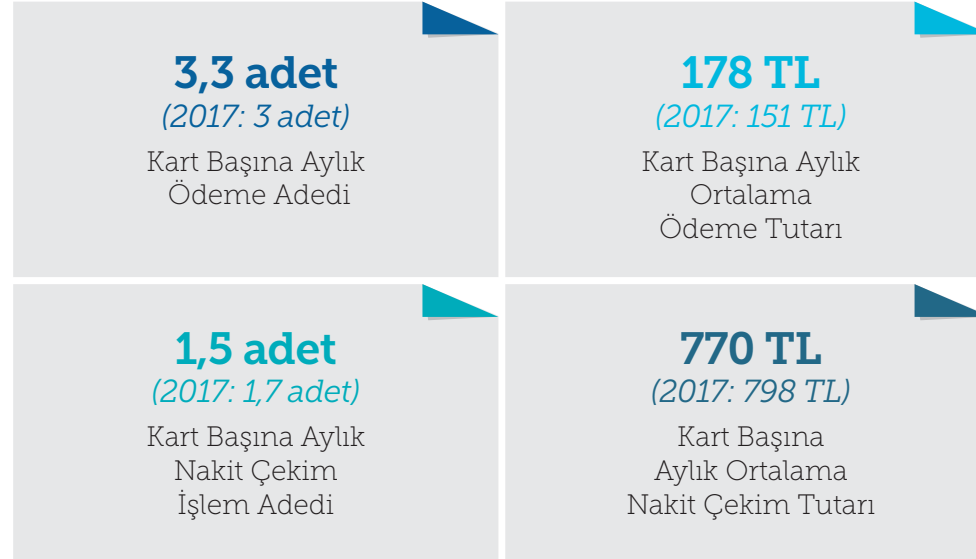 3,3 adet
(2017: 3 adet)
Kart Başına Aylık
Ödeme Adedi
178 TL
(2017: 151 TL)
Kart Başına Aylık
Ortalama
Ödeme Tutarı
1,5 adet
(2017: 1,7 adet)
Kart Başına Aylık
Nakit Çekim
İşlem Adedi
770 TL
(2017: 798 TL)
Kart Başına
Aylık Ortalama
Nakit Çekim Tutarı